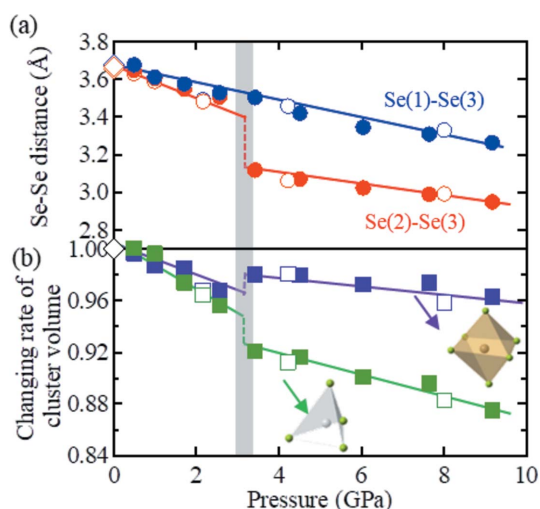 (a)
3.8
3.6
3.4
3.2
3.0
2.8
Se-Se distance (Å)
Se(1)-Se(3)
Se(2)-Se(3)
(b)
1.00
0.96
0.92
0.88
0.84
Changing rate of
cluster volume
0 2 4 6 8 10
Pressure (GPa)